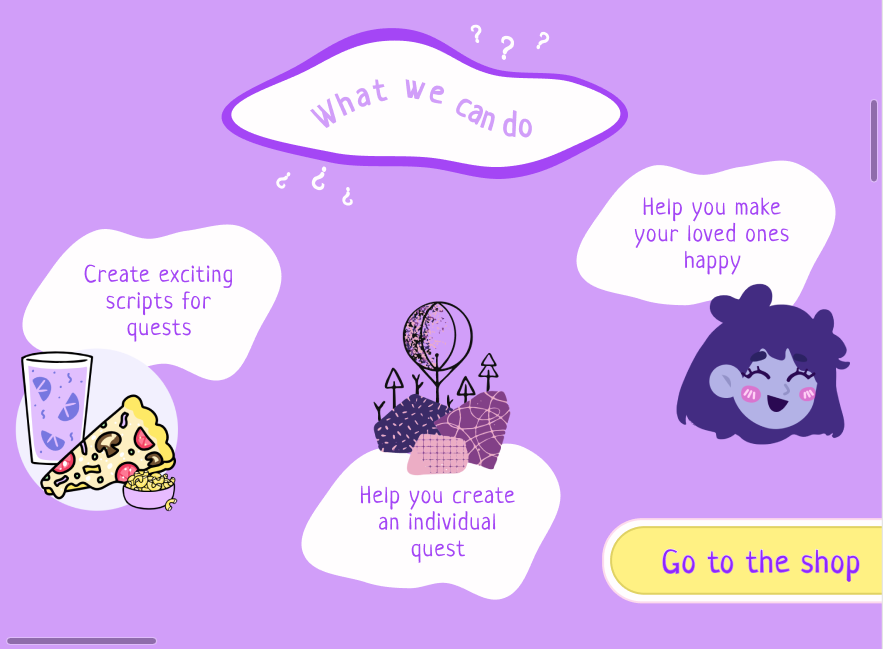 ? ? ?
What we can do
? ? ?
Help you make
your loved ones
happy
Create exciting
scripts for
quests
Help you create
an individual
quest
Go to the shop